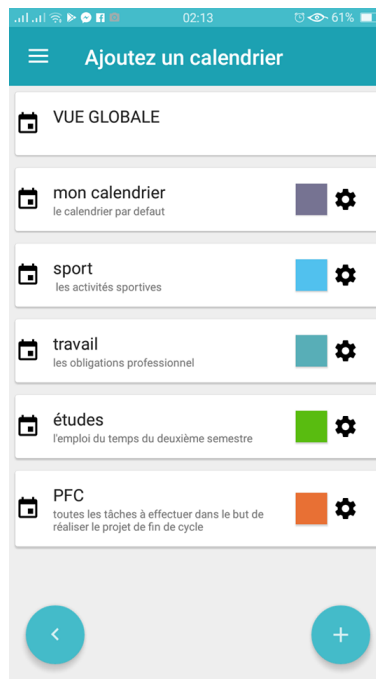 02:13 61%
Ajoutez un calendrier
VUE GLOBALE
mon calendrier
le calendrier par defaut
sport
les activités sportives
travail
les obligations professionnel
études
l'emploi du temps du deuxième semestre
PFC
toutes les tâches à effectuer dans le but de
réaliser le projet de fin de cycle